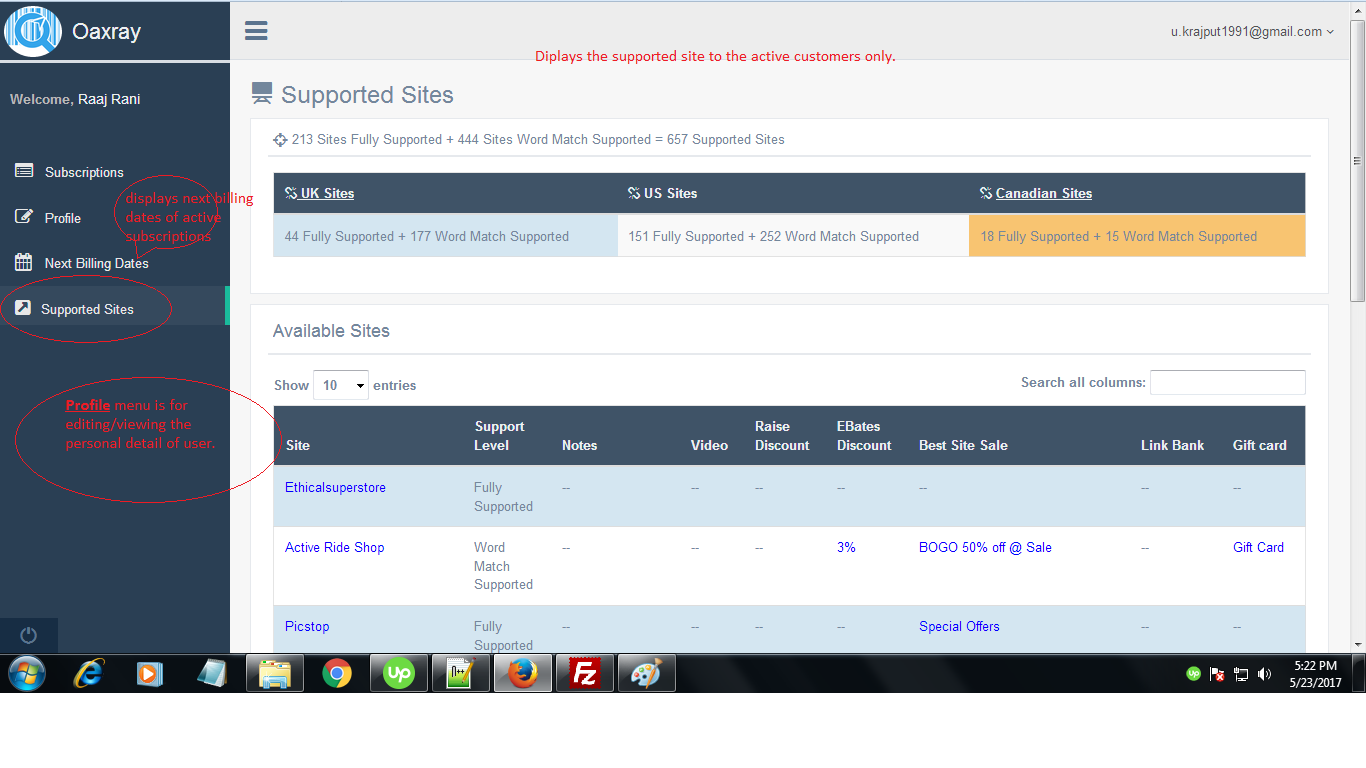 Oaxray
u.krajput1991@gmail.com
Diplays the supported site to the active customers only.
Welcome, Raaj Rani
Subscriptions
Profile
Next Billing Dates
Supported Sites
displays next billing
dates of active
subscriptions
Profile menu is for
editing/viewing the
personal detail of user.
Supported Sites
213 Sites Fully Supported + 444 Sites Word Match Supported = 657 Supported Sites
UK Sites US Sites Canadian Sites
44 Fully Supported + 177 Word Match Supported 151 Fully Supported + 252 Word Match Supported 18 Fully Supported + 15 Word Match Supported
Available Sites
Show 10 entries Search all columns:
Support Raise EBates
Site Level Notes Video Discount Discount Best Site Sale Link Bank Gift card
Ethicalsuperstore Fully -- -- -- -- -- -- --
Supported
Active Ride Shop Word -- -- -- 3% BOGO 50% off @ Sale -- Gift Card
Match
Supported
Picstop Fully -- -- -- -- Special Offers -- --
Supported
up
n++
Fz
up
5:22 PM
5/23/2017